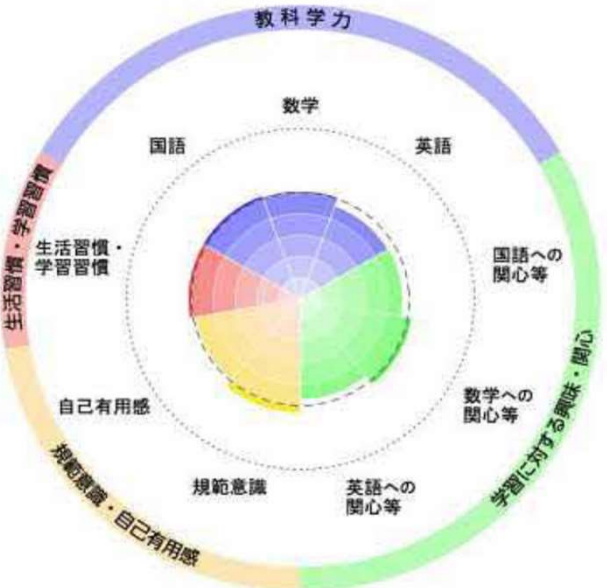 教科学力
数学
国語
英語
生活習慣・学習習慣
生活習慣・
学習習慣
国語への
関心等
自己有用感
数学への
関心等
規範意識
英語への
関心等
学習に対する興味・関心
規範意識・自己有用感